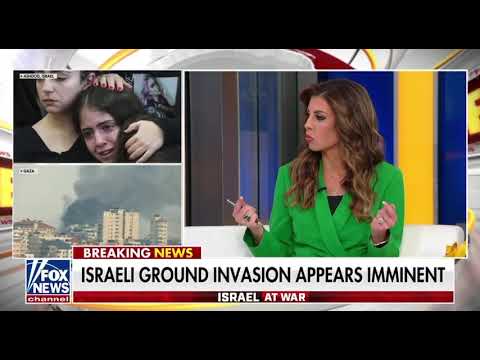 ASHDOD, ISRAEL
GAZA
BREAKING NEWS
ISRAELI GROUND INVASION APPEARS IMMINENT
ISRAEL AT WAR
FOX
NEWS
channel